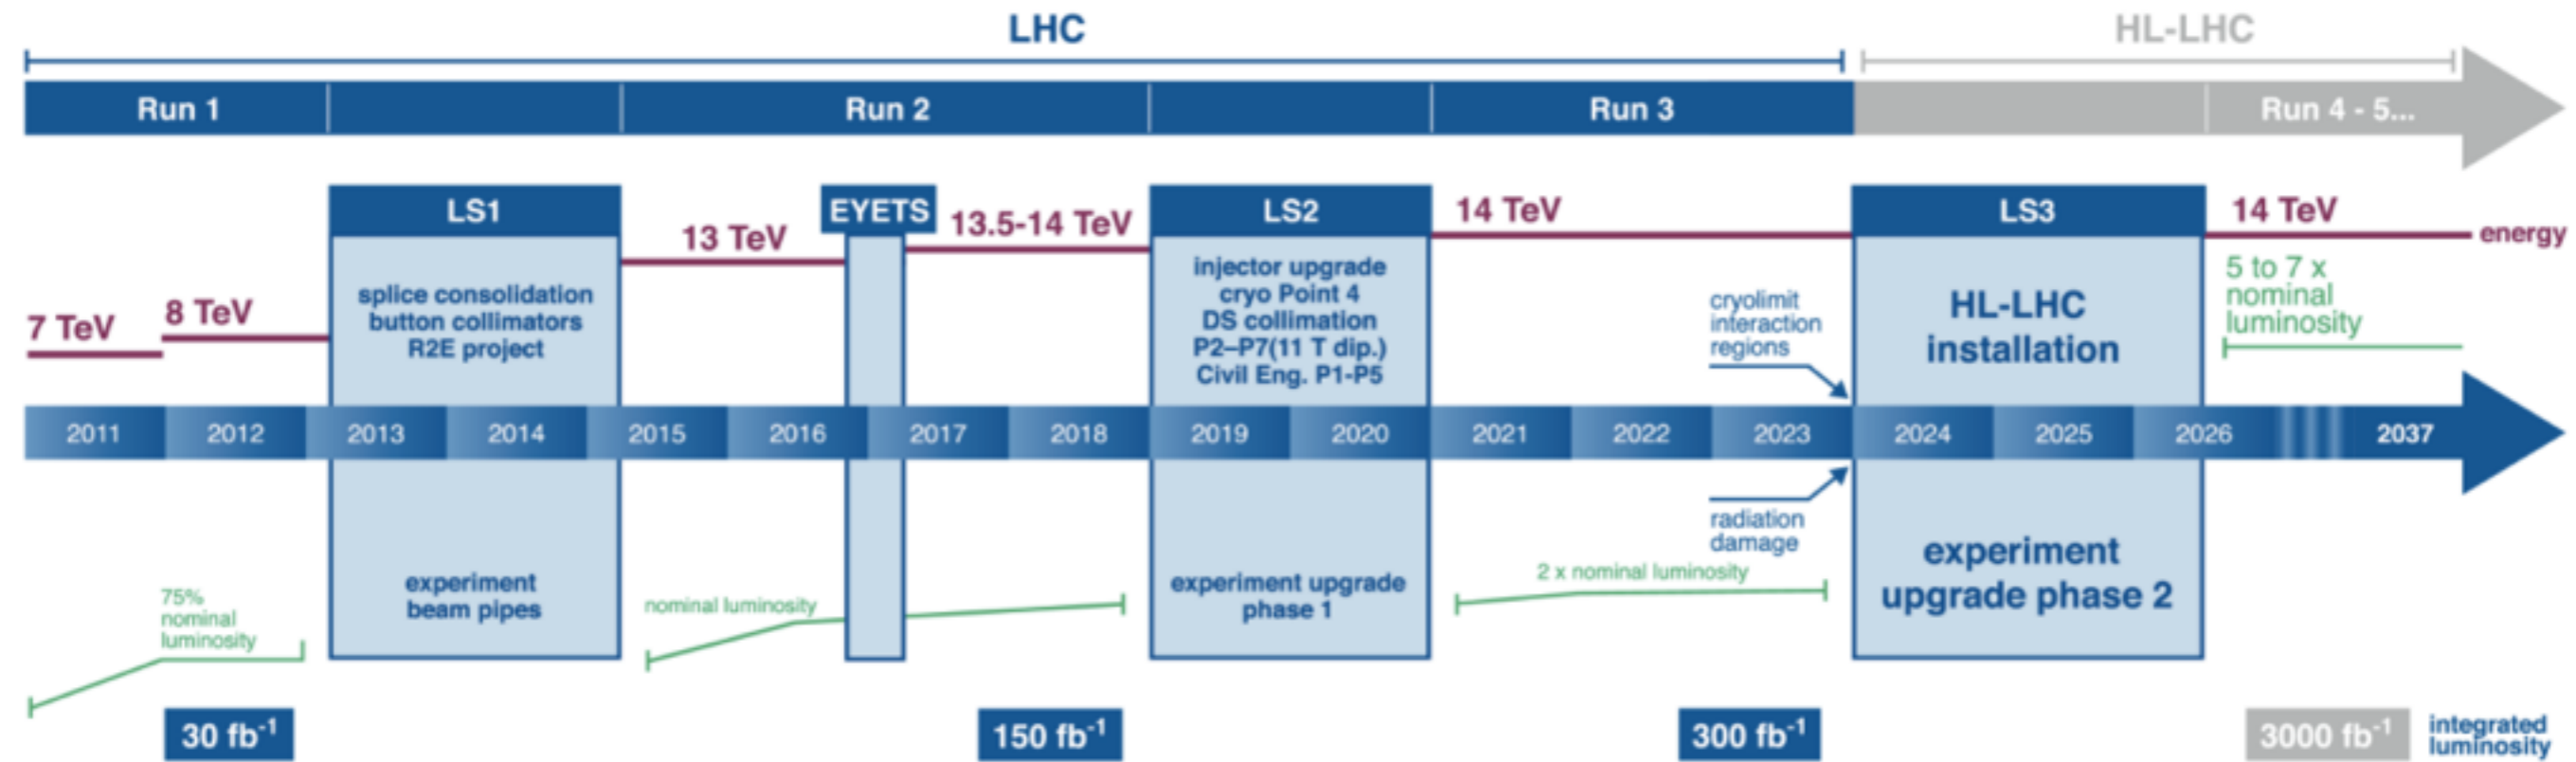 LHC
HL-LHC
Run 1
Run 2
Run 3
Run 4 - 5...
LS1
EYETS
LS2
LS3
7 TeV
8 TeV
13 TeV
13.5-14 TeV
14 TeV
14 TeV
energy
splice consolidation
button collimators
R2E project
injector upgrade
cryo Point 4
DS collimation
P2–P7(11 T dip.)
Civil Eng. P1-P5
cryolimit
interaction
regions
HL-LHC
installation
5 to 7 x
nominal
luminosity
2011
2012
2013
2014
2015
2016
2017
2018
2019
2020
2021
2022
2023
2024
2025
2026
2037
75%
nominal
luminosity
experiment
beam pipes
nominal luminosity
experiment upgrade
phase 1
2 x nominal luminosity
radiation
damage
experiment
upgrade phase 2
30 fb⁻¹
150 fb⁻¹
300 fb⁻¹
3000 fb⁻¹
integrated
luminosity